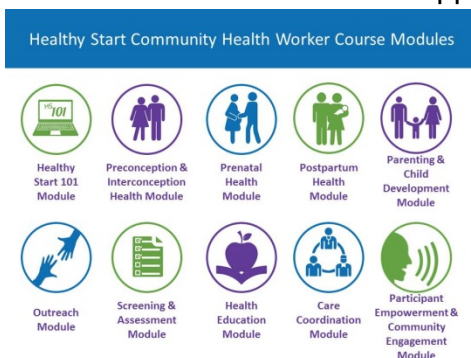 Healthy Start Community Health Worker Course Modules
HS
101
Healthy
Start 101
Module
Preconception &
Interconception
Health Module
Prenatal
Health
Module
Postpartum
Health
Module
Parenting &
Child
Development
Module
Outreach
Module
Screening &
Assessment
Module
Health
Education
Module
Care
Coordination
Module
Participant
Empowerment &
Community
Engagement
Module